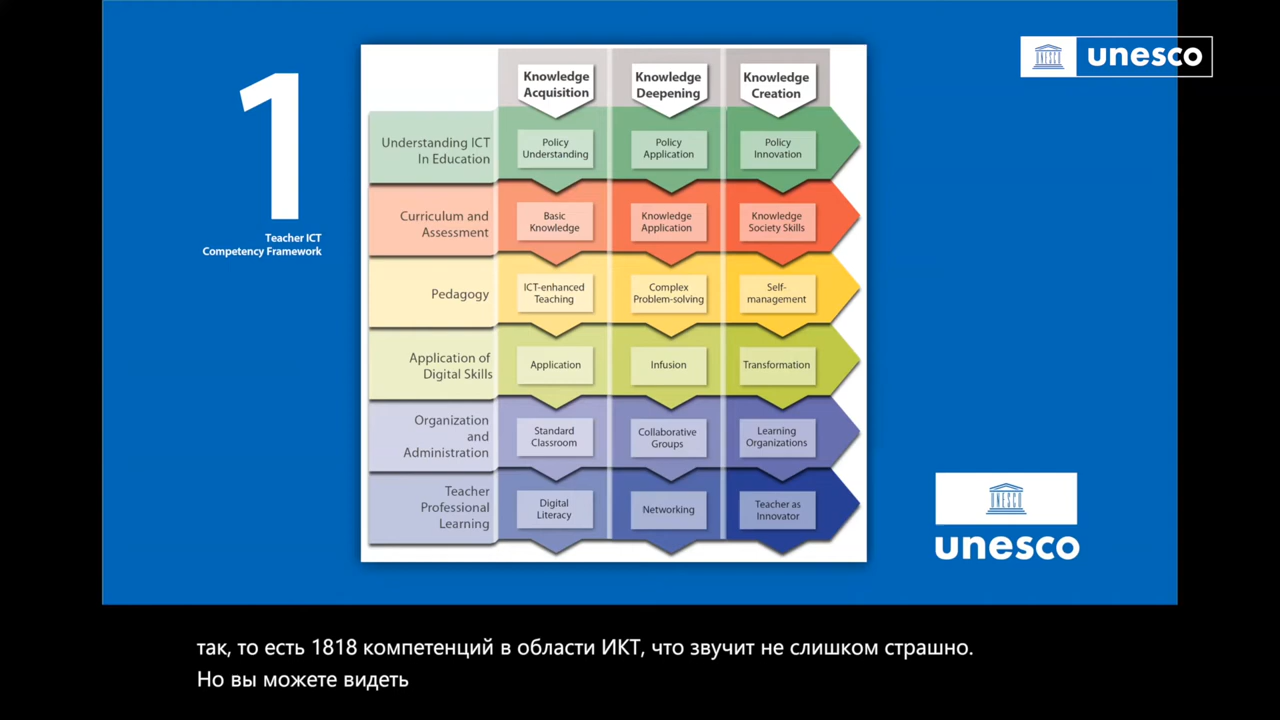 unesco
1
Teacher ICT
Competency Framework
Knowledge
Acquisition
Knowledge
Deepening
Knowledge
Creation
Understanding ICT
In Education
Policy
Understanding
Policy
Application
Policy
Innovation
Curriculum and
Assessment
Basic
Knowledge
Knowledge
Application
Knowledge
Society Skills
Pedagogy
ICT-enhanced
Teaching
Complex
Problem-solving
Self-
management
Application of
Digital Skills
Application
Infusion
Transformation
Organization
and
Administration
Standard
Classroom
Collaborative
Groups
Learning
Organizations
Teacher
Professional
Learning
Digital
Literacy
Networking
Teacher as
Innovator
UNESCO
unesco
так, то есть 1818 компетенций в области ИКТ, что звучит не слишком страшно.
Но вы можете видеть